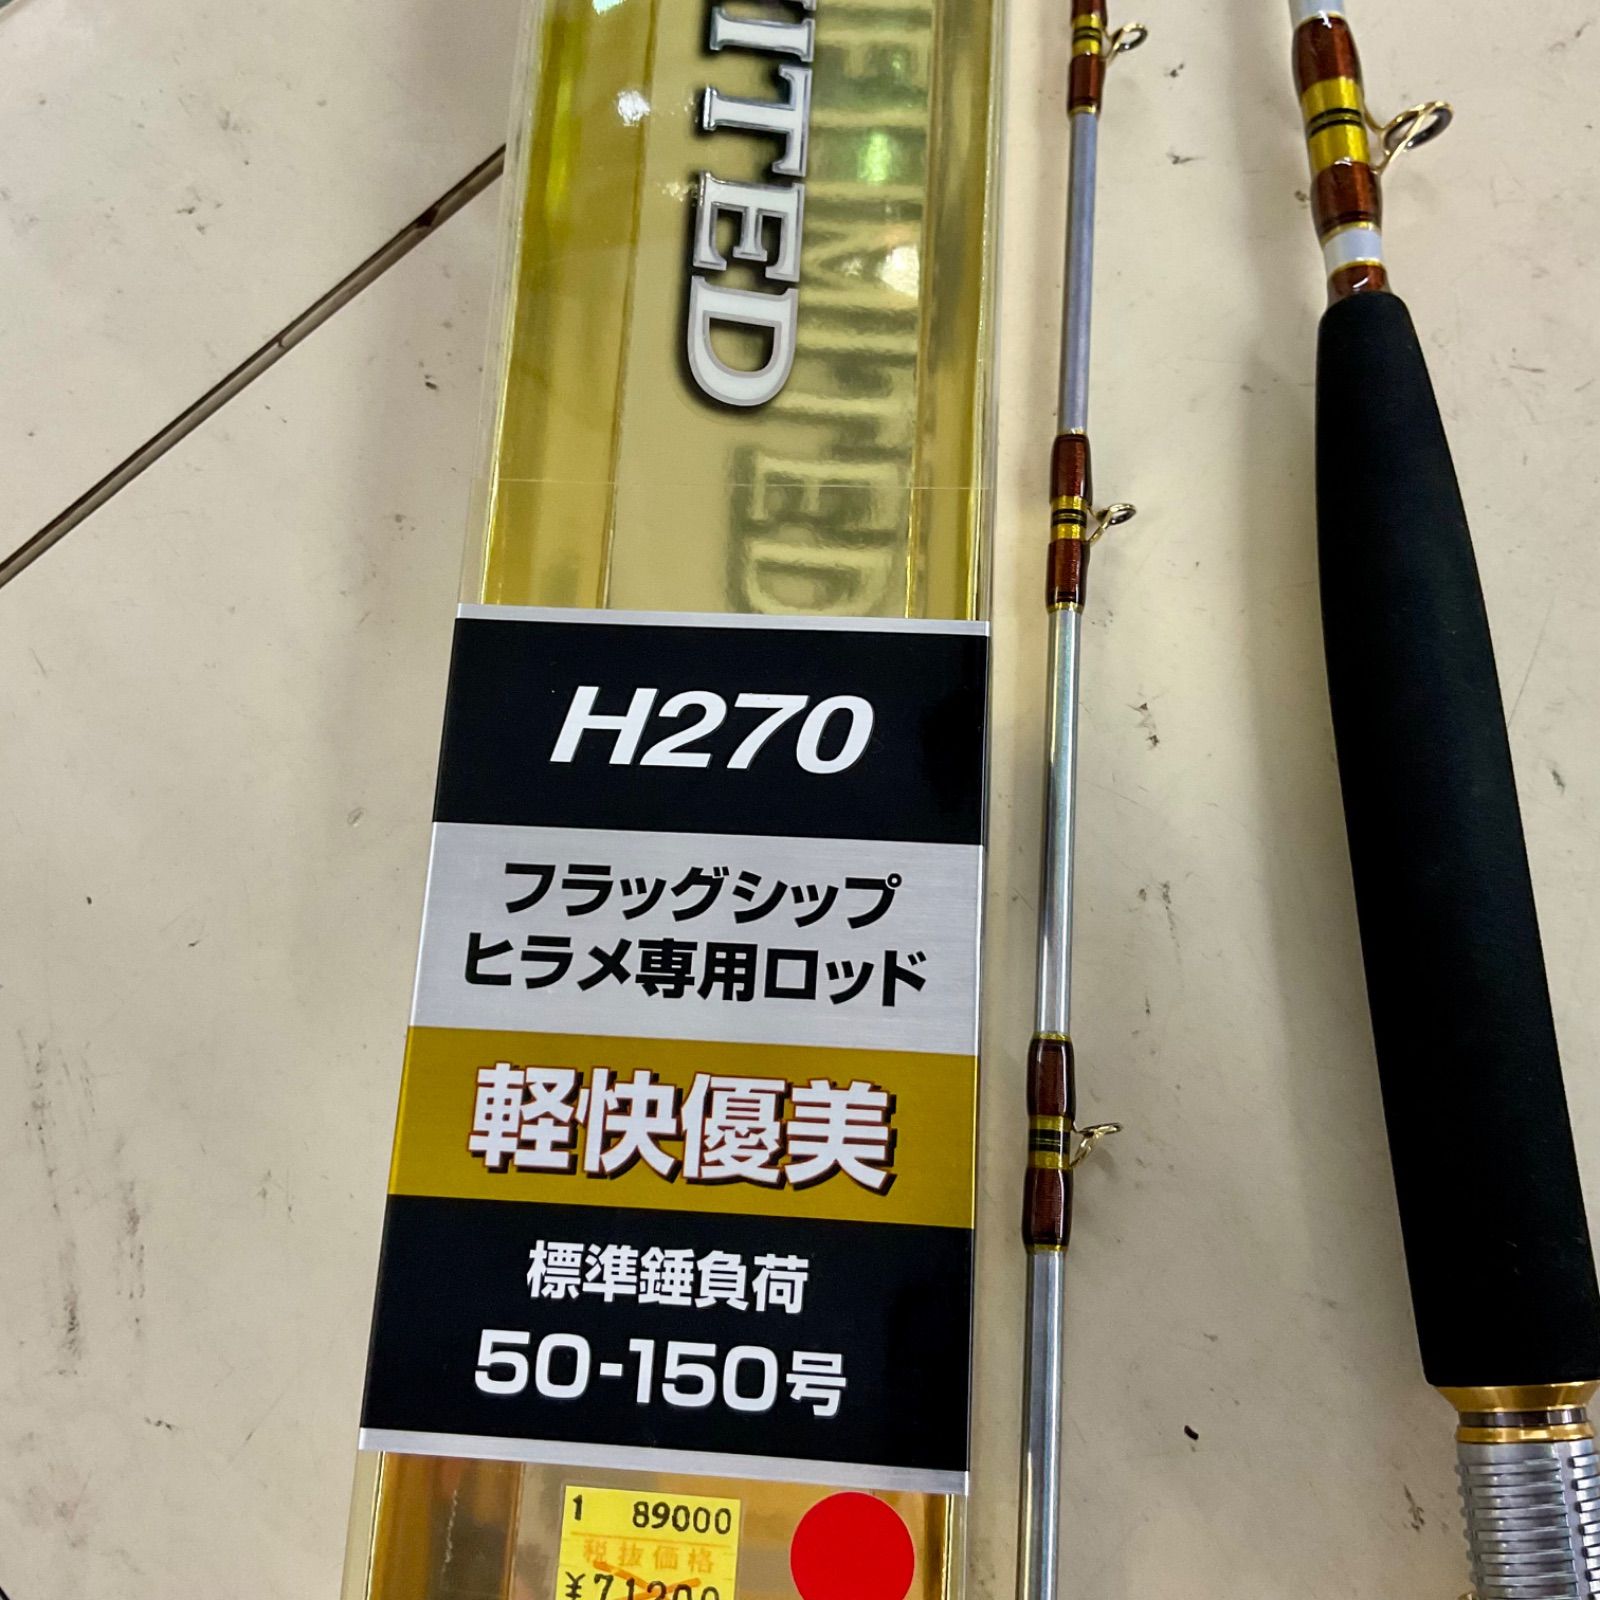 ITED
H270
フラッグシップ
ヒラメ専用ロッド
軽快優美
標準錘負荷
50-150号
1 89000
税抜価格
¥71200